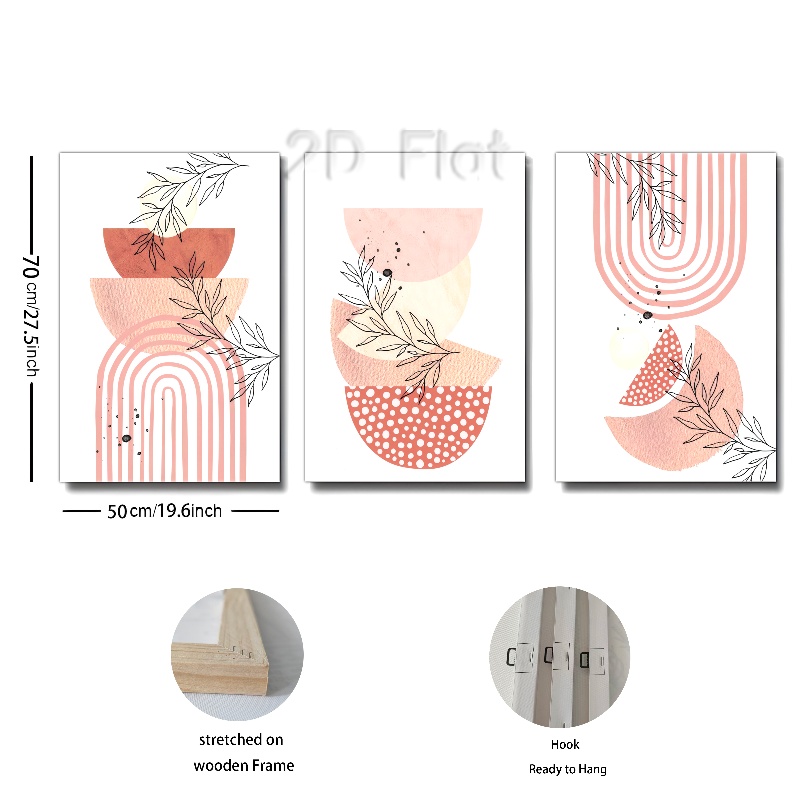 2D Flat
70 cm/27.5inch
50 cm/19.6inch
stretched on
wooden Frame
Hook
Ready to Hang